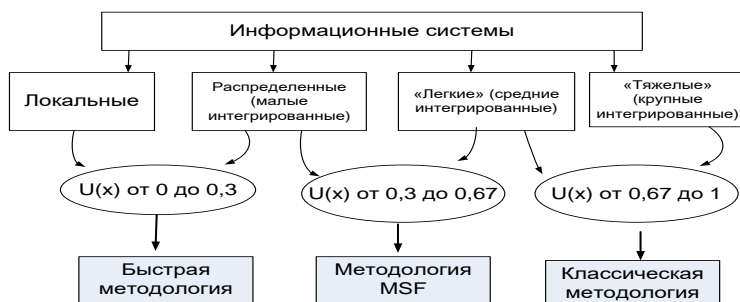 Информационные системы
Локальные
Распределенные
(малые
интегрированные)
«Легкие» (средние
интегрированные)
«Тяжелые»
(крупные
интегрированные)
U(x) от 0 до 0,3
U(x) от 0,3 до 0,67
U(x) от 0,67 до 1
Быстрая
методология
Методология
MSF
Классическая
методология